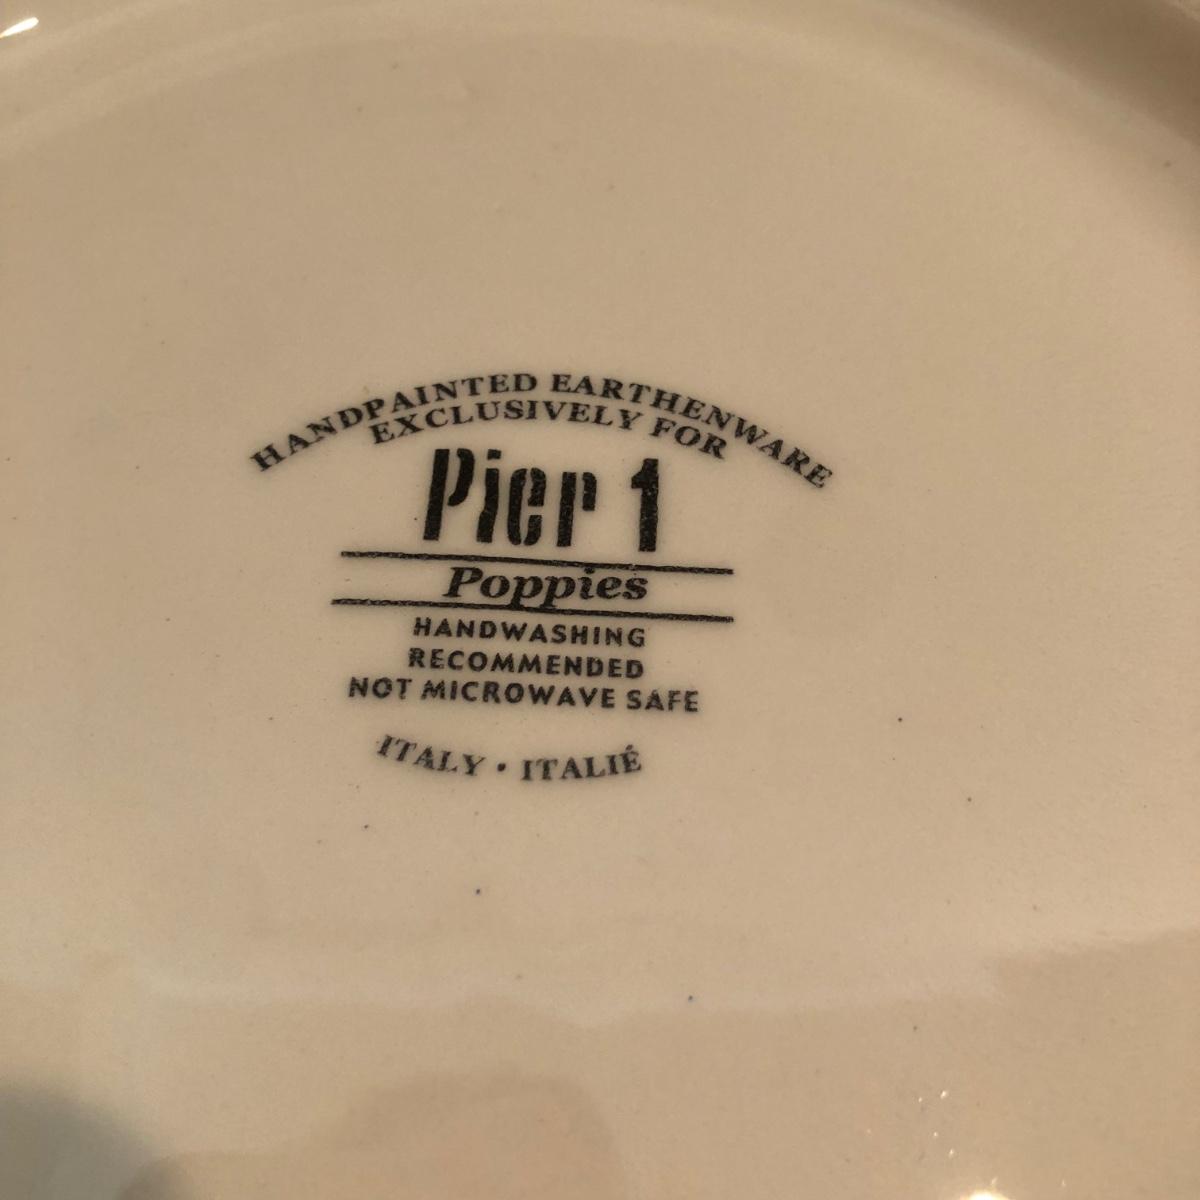 HANDPAINTED EARTHENWARE
EXCLUSIVELY FOR
Pier 1
Poppies
HANDWASHING
RECOMMENDED
NOT MICROWAVE SAFE
ITALY · ITALIÉ